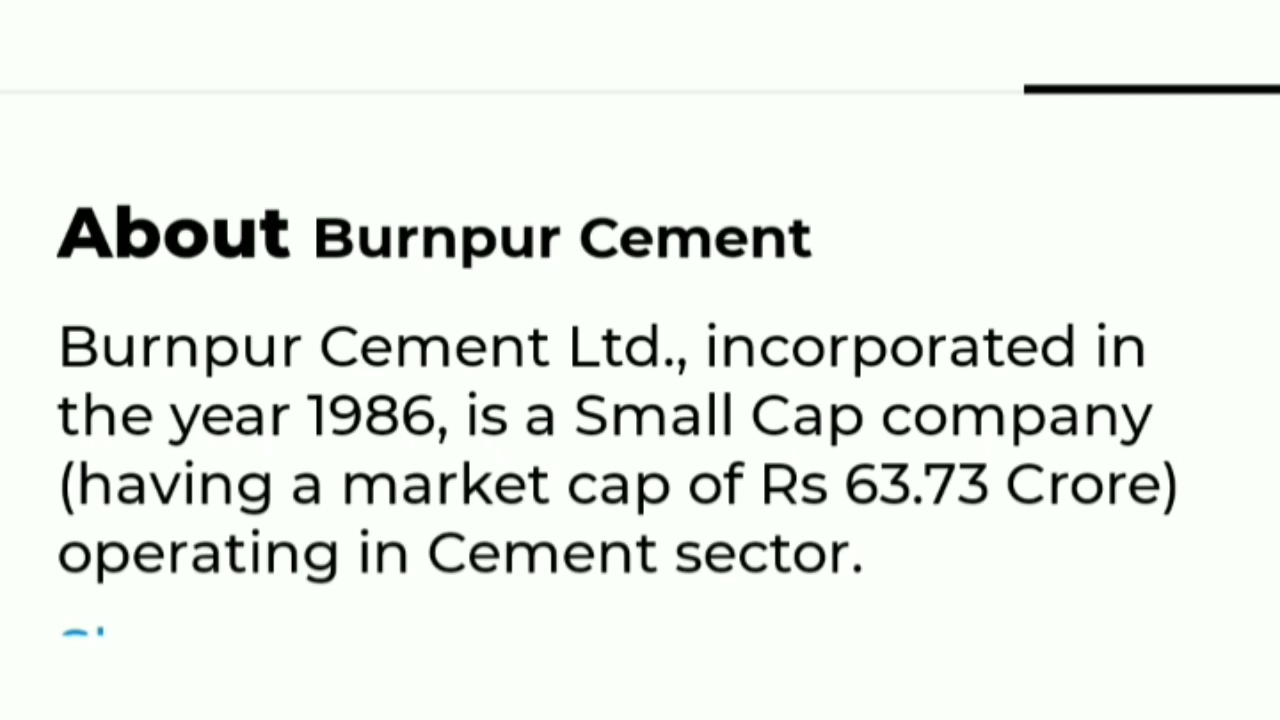 About Burnpur Cement
Burnpur Cement Ltd., incorporated in
the year 1986, is a Small Cap company
(having a market cap of Rs 63.73 Crore)
operating in Cement sector.